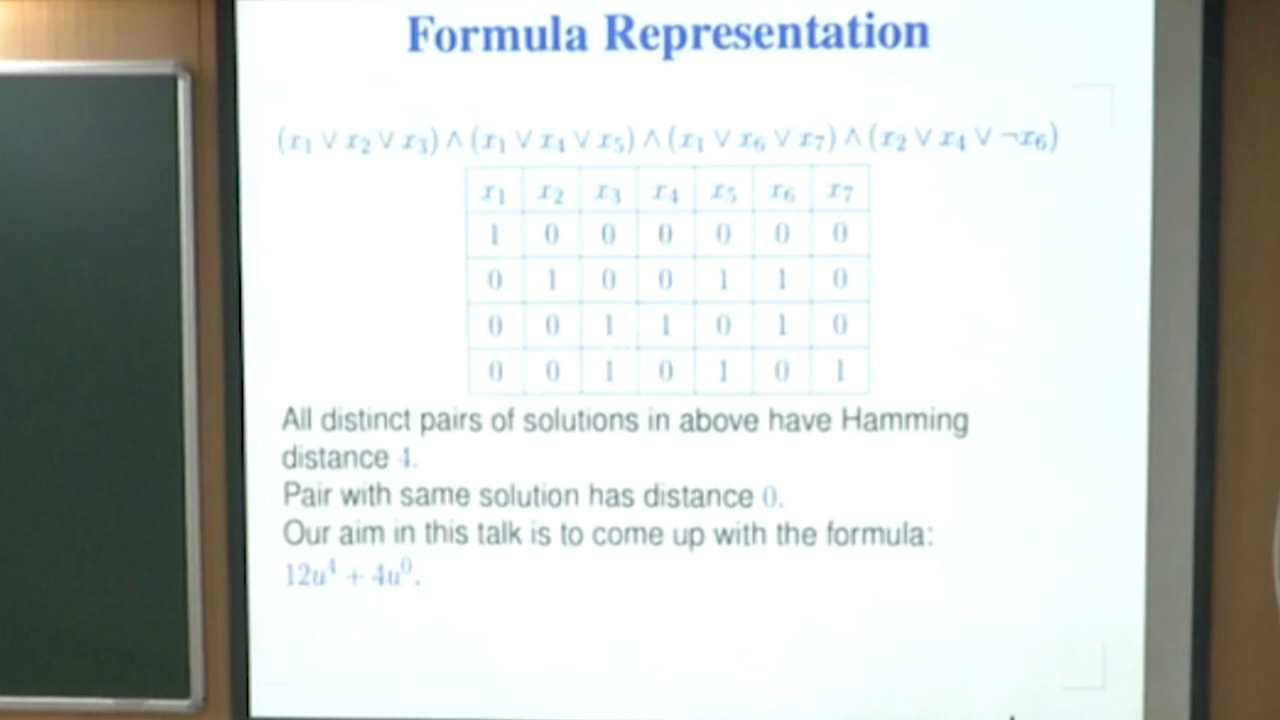 Formula Representation
(x₁ ∨ x₂ ∨ x₃) ∧ (x₁ ∨ x₄ ∨ x₅) ∧ (x₁ ∨ x₆ ∨ x₇) ∧ (x₂ ∨ x₄ ∨ ¬x₆)
x₁ x₂ x₃ x₄ x₅ x₆ x₇
1 0 0 0 0 0 0
0 1 0 0 1 1 0
0 0 1 1 0 1 0
0 0 1 0 1 0 1
All distinct pairs of solutions in above have Hamming
distance 4.
Pair with same solution has distance 0.
Our aim in this talk is to come up with the formula:
12u⁴ + 4u⁰.